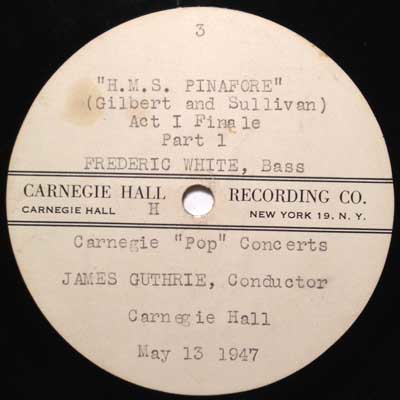 3
"H.M.S. PINAFORE"
(Gilbert and Sullivan)
Act I Finale
Part 1
FREDERIC WHITE, Bass
CARNEGIE HALL RECORDING CO.
CARNEGIE HALL H NEW YORK 19, N. Y.
Carnegie "Pop" Concerts
JAMES GUTHRIE, Conductor
Carnegie Hall
May 13 1947